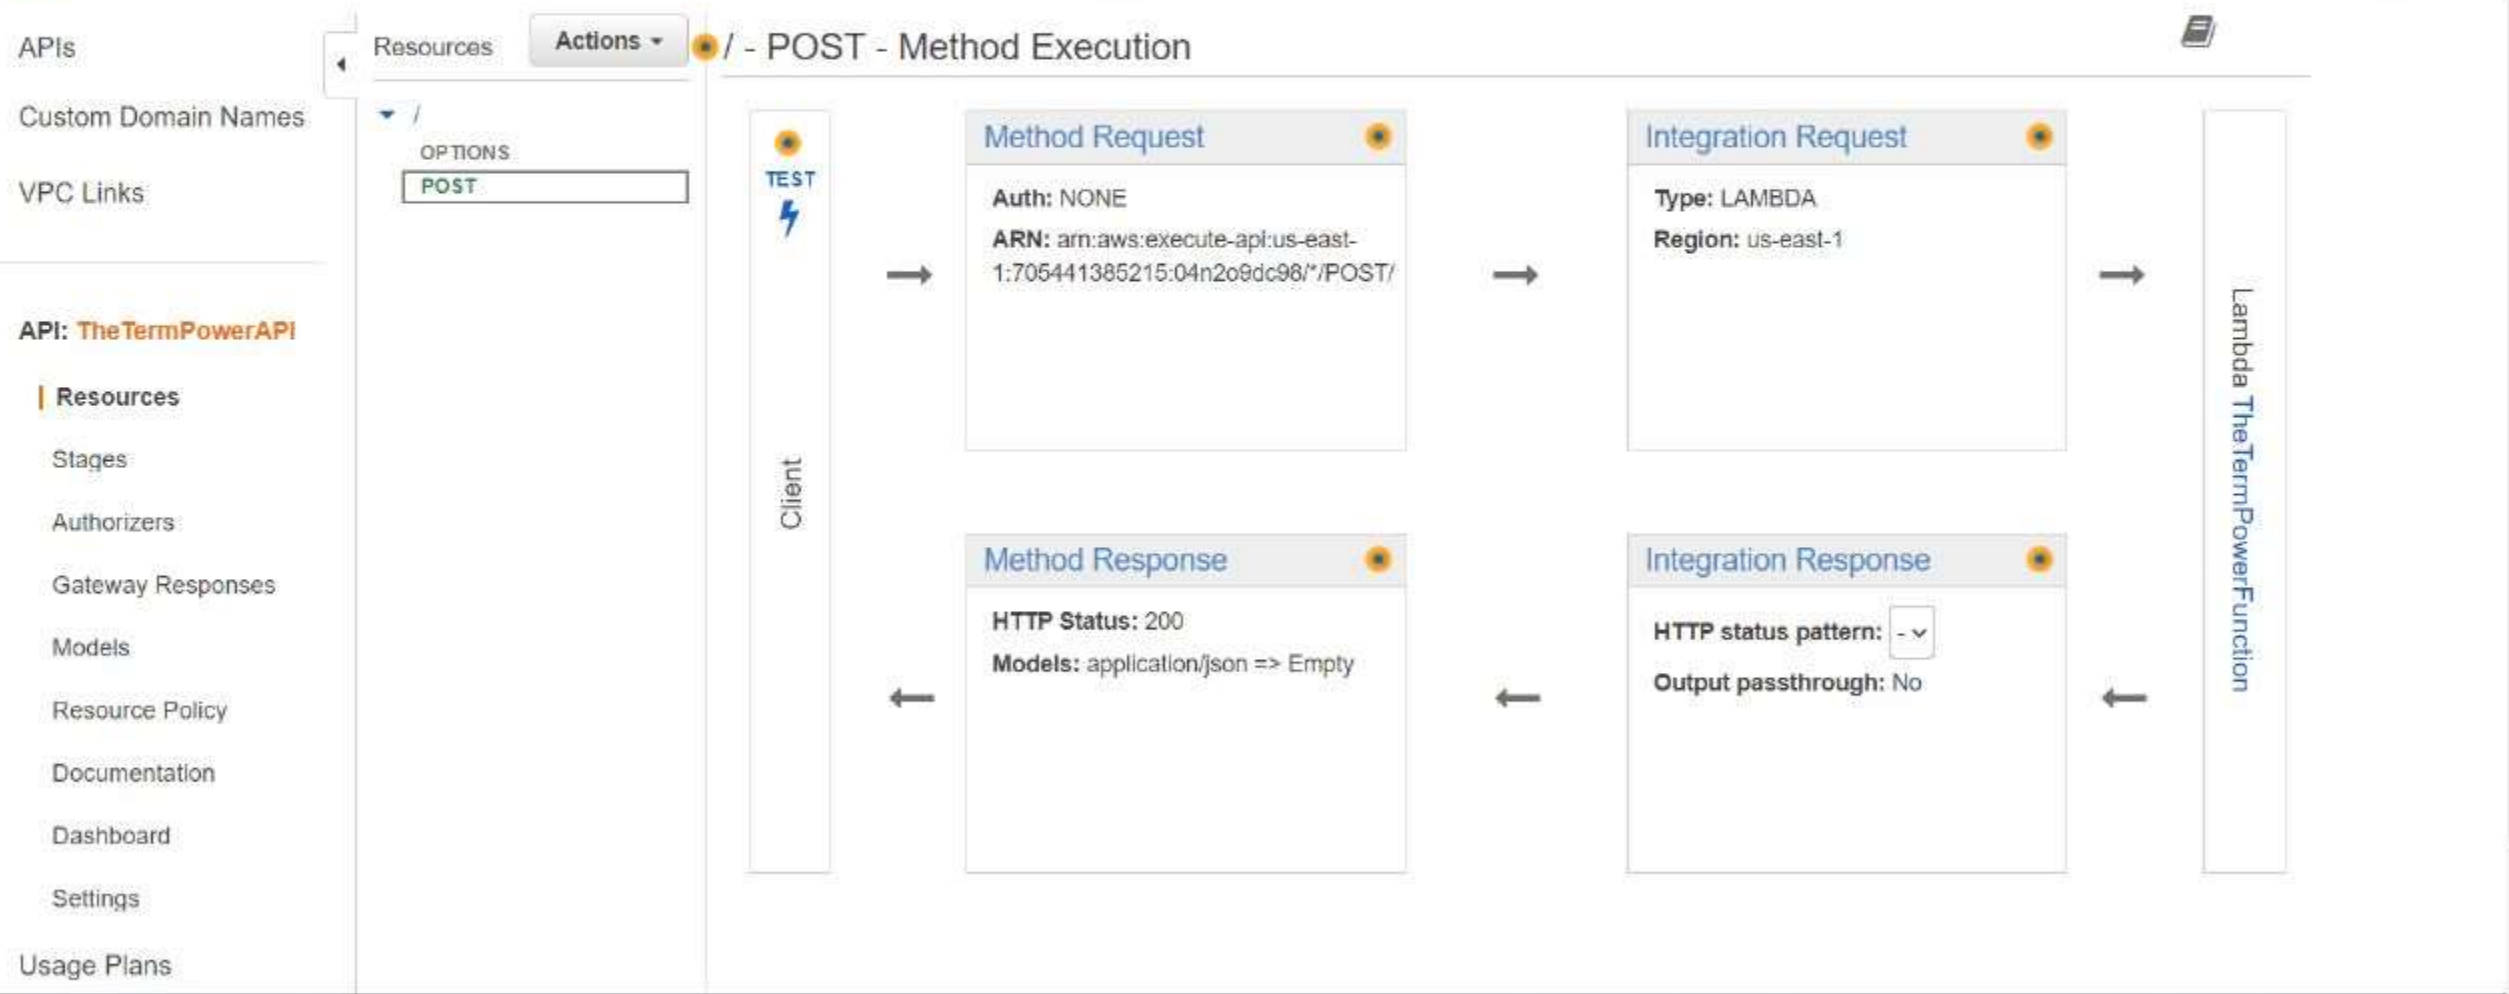 APIs
Custom Domain Names
VPC Links
API: TheTermPowerAPI
Resources
Stages
Authorizers
Gateway Responses
Models
Resource Policy
Documentation
Dashboard
Settings
Usage Plans
Resources
Actions
/
OPTIONS
POST
/ - POST - Method Execution
TEST
Client
Method Request
Auth: NONE
ARN: arn:aws:execute-api:us-east-
1:705441385215:04n2o9dc98/*/POST/
Integration Request
Type: LAMBDA
Region: us-east-1
Lambda TheTermPowerFunction
Method Response
HTTP Status: 200
Models: application/json => Empty
Integration Response
HTTP status pattern: -
Output passthrough: No